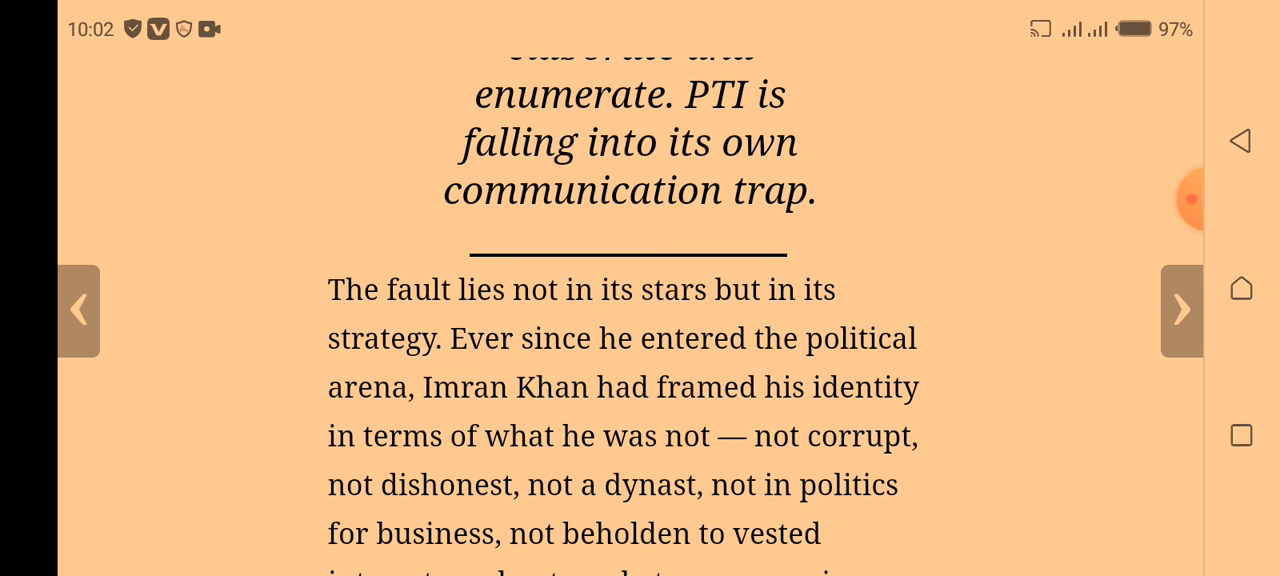 10:02
97%
enumerate. PTI is
falling into its own
communication trap.
The fault lies not in its stars but in its
strategy. Ever since he entered the political
arena, Imran Khan had framed his identity
in terms of what he was not — not corrupt,
not dishonest, not a dynast, not in politics
for business, not beholden to vested